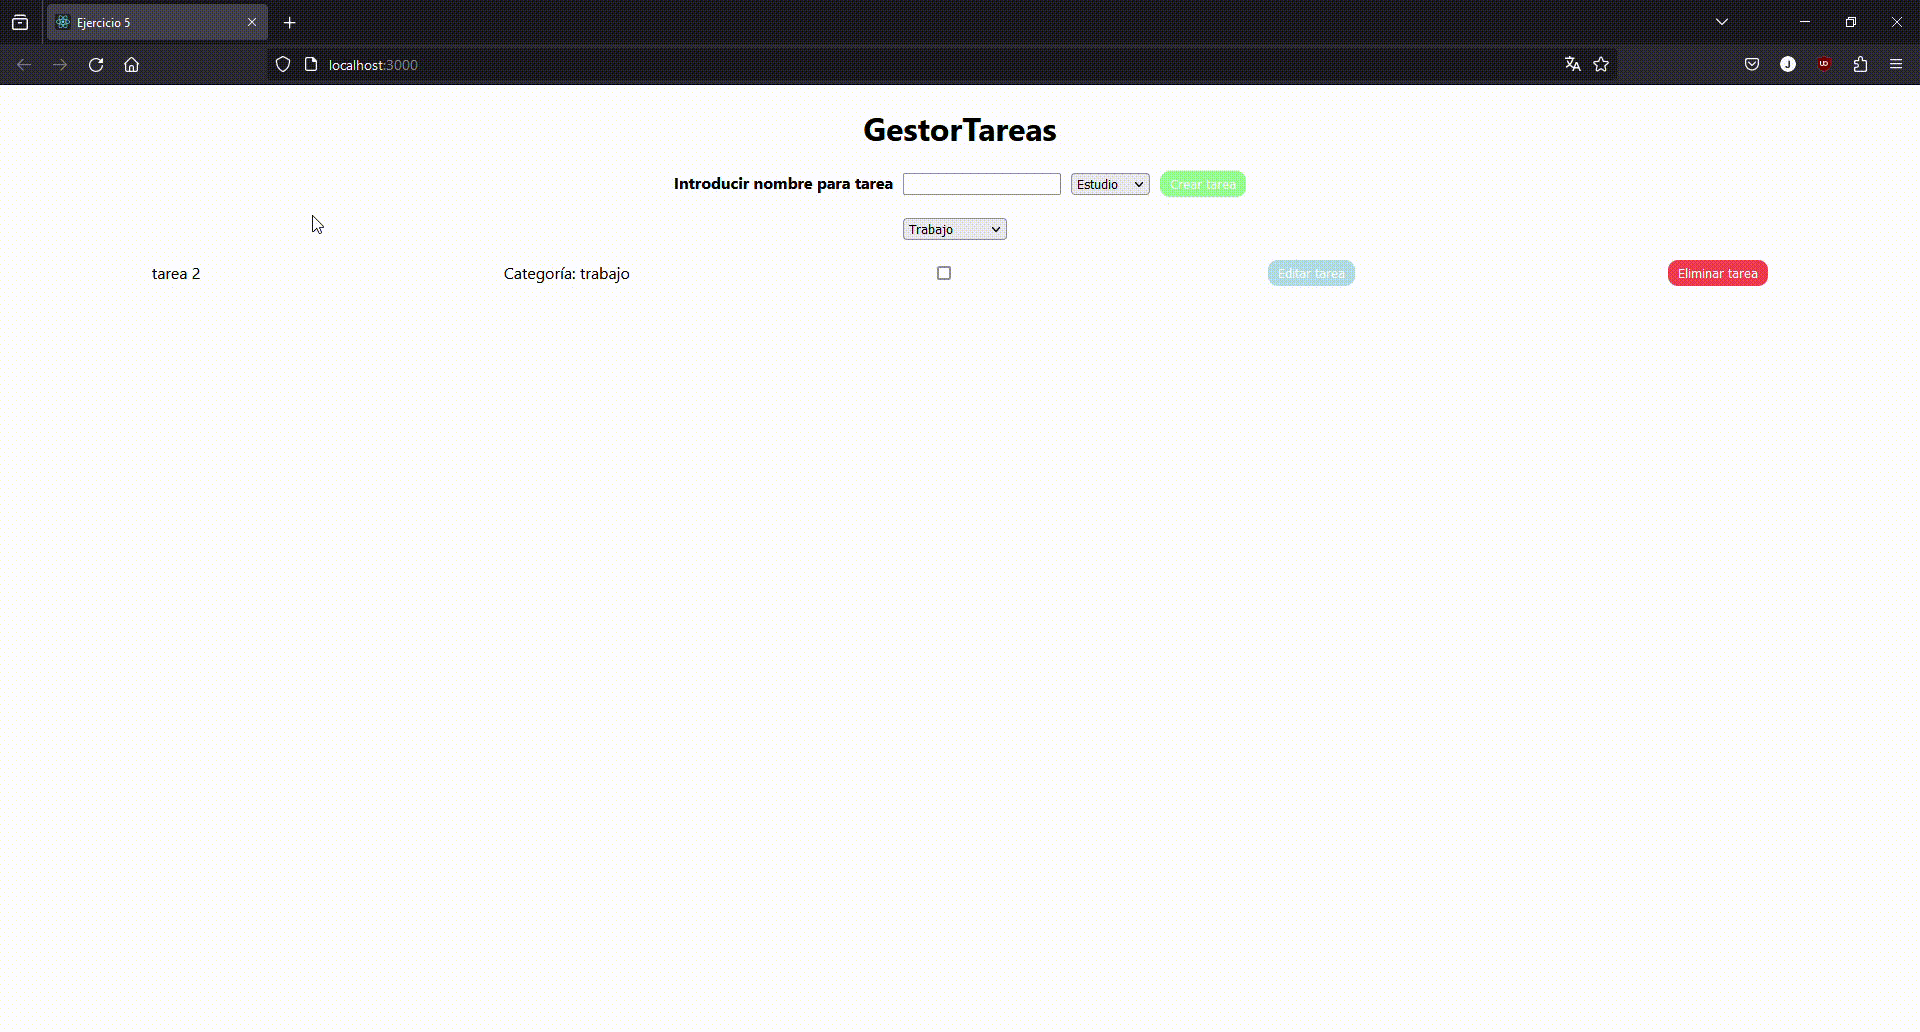 Ejercicio 5
localhost:3000
GestorTareas
Introducir nombre para tarea Estudio Crear tarea
Trabajo
tarea 2 Categoría: trabajo Editar tarea Eliminar tarea